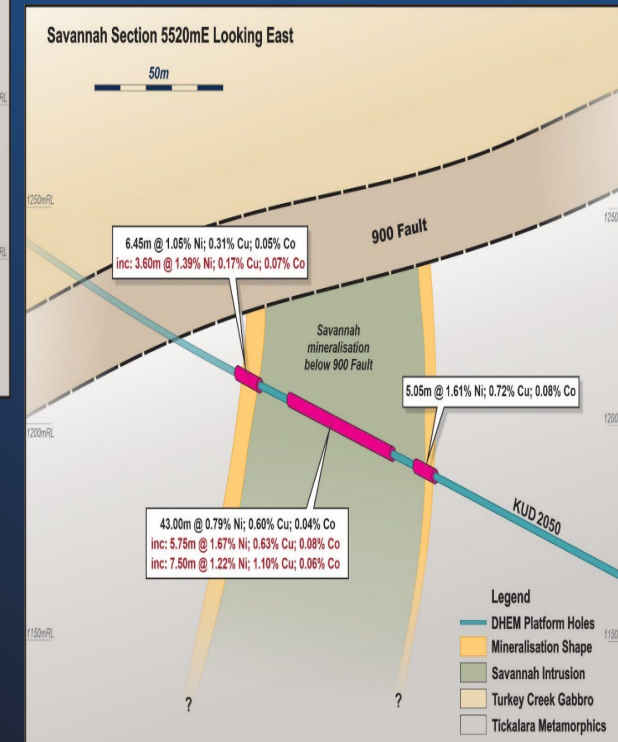 Savannah Section 5520mE Looking East
50m
1250mRL
900 Fault
6.45m @ 1.05% Ni; 0.31% Cu; 0.05% Co
inc: 3.60m @ 1.39% Ni; 0.17% Cu; 0.07% Co
Savannah
mineralisation
below 900 Fault
5.05m @ 1.61% Ni; 0.72% Cu; 0.08% Co
1200mRL
43.00m @ 0.79% Ni; 0.60% Cu; 0.04% Co
inc: 5.75m @ 1.67% Ni; 0.63% Cu; 0.08% Co
inc: 7.50m @ 1.22% Ni; 1.10% Cu; 0.06% Co
KUD 2050
1150mRL
?
?
Legend
DHEM Platform Holes
Mineralisation Shape
Savannah Intrusion
Turkey Creek Gabbro
Tickalara Metamorphics